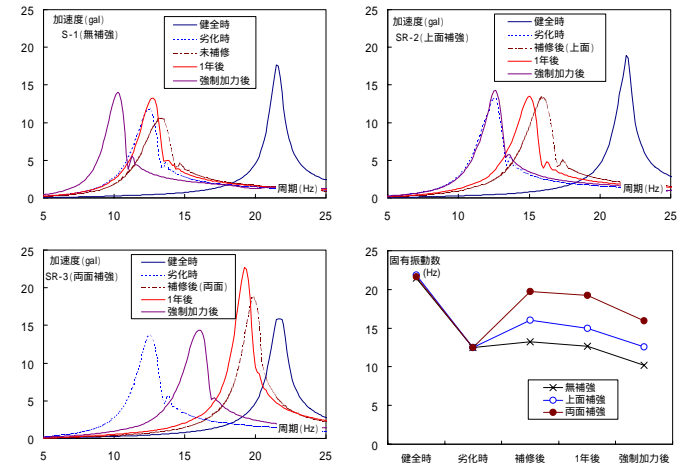 加速度(gal)
S-1(無補強)
健全時
劣化時
未補修
1年後
強制加力後
25
20
15
10
5
0
周期(Hz)
5 10 15 20 25
加速度(gal)
SR-2(上面補強)
健全時
劣化時
補修後(上面)
1年後
強制加力後
25
20
15
10
5
0
周期(Hz)
5 10 15 20 25
加速度(gal)
SR-3(両面補強)
健全時
劣化時
補修後(両面)
1年後
強制加力後
25
20
15
10
5
0
周期(Hz)
5 10 15 20 25
固有振動数
(Hz)
25
20
15
10
5
0
無補強
上面補強
両面補強
健全時 劣化時 補修後 1年後 強制加力後